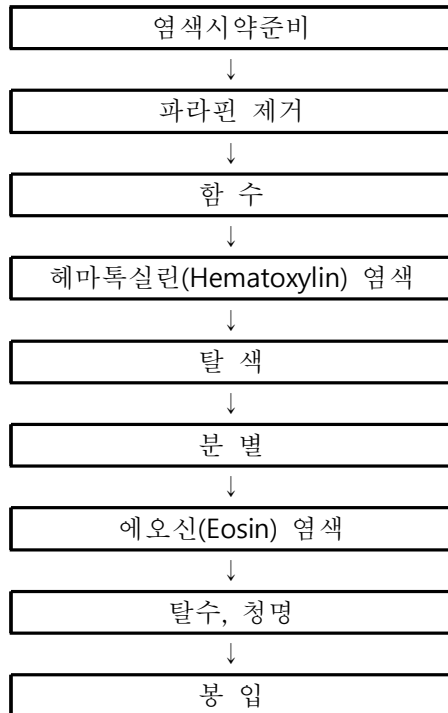 염색시약준비
↓
파라핀 제거
↓
함 수
↓
헤마톡실린(Hematoxylin) 염색
↓
탈 색
↓
분 별
↓
에오신(Eosin) 염색
↓
탈수, 청명
↓
봉 입